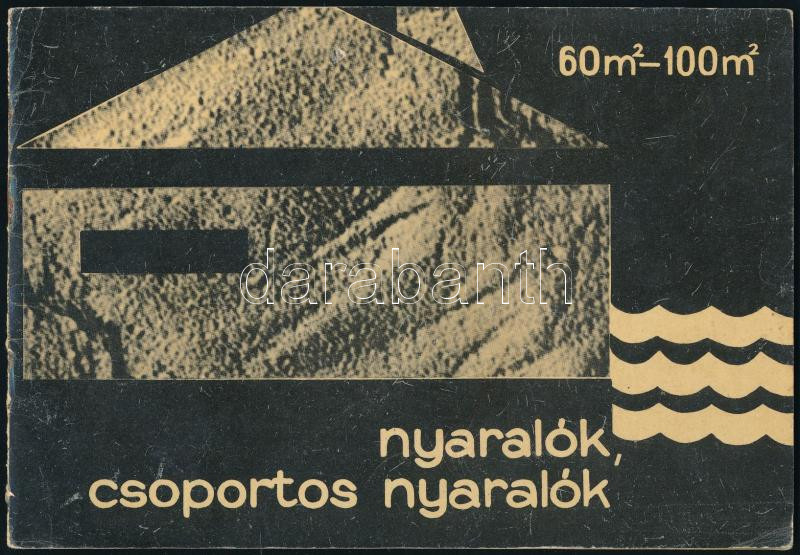 60m²–100m²
darabanth
nyaralók,
csoportos nyaralók